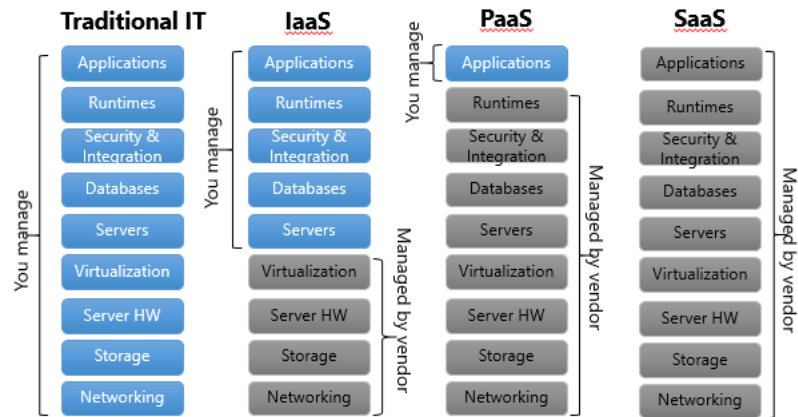 Traditional IT
IaaS
PaaS
SaaS
You manage
Applications
Runtimes
Security &
Integration
Databases
Servers
Virtualization
Server HW
Storage
Networking
You manage
Applications
Runtimes
Security &
Integration
Databases
Servers
Virtualization
Server HW
Storage
Networking
Managed by vendor
You manage
Applications
Runtimes
Security &
Integration
Databases
Servers
Virtualization
Server HW
Storage
Networking
Managed by vendor
Applications
Runtimes
Security &
Integration
Databases
Servers
Virtualization
Server HW
Storage
Networking
Managed by vendor